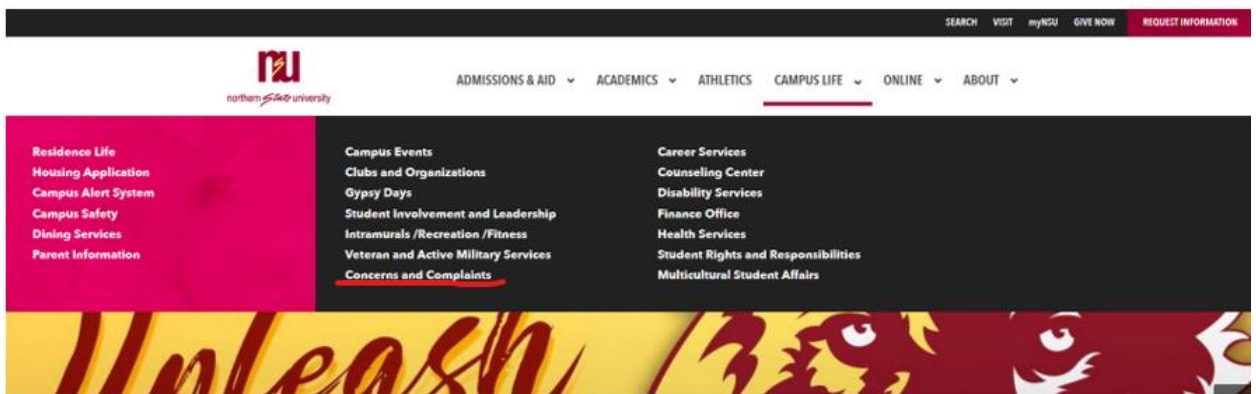 SEARCH VISIT myNSU GIVE NOW REQUEST INFORMATION
nsu
northern State university
ADMISSIONS & AID ACADEMICS ATHLETICS CAMPUS LIFE ONLINE ABOUT
Residence Life
Housing Application
Campus Alert System
Campus Safety
Dining Services
Parent Information
Campus Events
Clubs and Organizations
Gypsy Days
Student Involvement and Leadership
Intramurals /Recreation /Fitness
Veteran and Active Military Services
Concerns and Complaints
Career Services
Counseling Center
Disability Services
Finance Office
Health Services
Student Rights and Responsibilities
Multicultural Student Affairs
Unleash